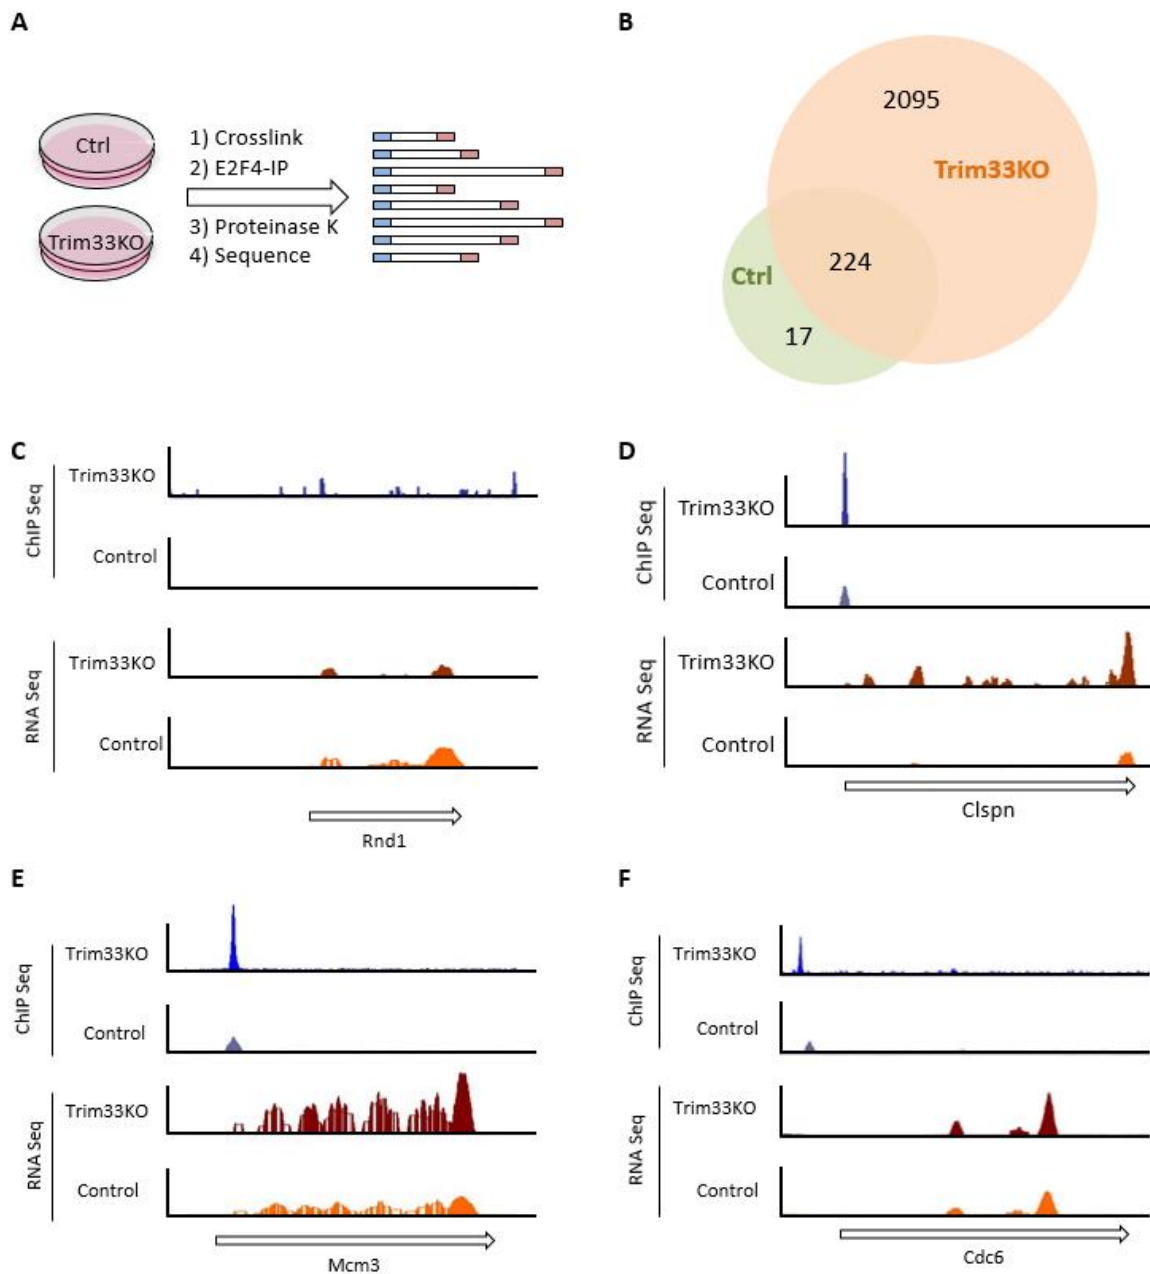 A
Ctrl
Trim33KO
1) Crosslink
2) E2F4-IP
3) Proteinase K
4) Sequence
B
2095
Trim33KO
224
Ctrl
17
C
ChIP Seq
Trim33KO
Control
RNA Seq
Trim33KO
Control
Rnd1
D
ChIP Seq
Trim33KO
Control
RNA Seq
Trim33KO
Control
Clspn
E
ChIP Seq
Trim33KO
Control
RNA Seq
Trim33KO
Control
Mcm3
F
ChIP Seq
Trim33KO
Control
RNA Seq
Trim33KO
Control
Cdc6